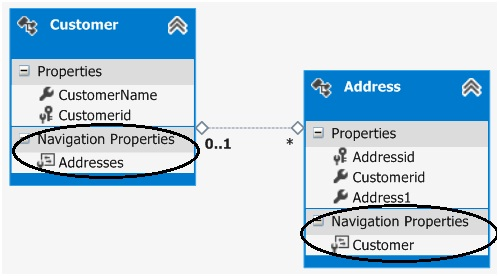 Customer
Properties
CustomerName
Customerid
Navigation Properties
Addresses
0..1
*
Address
Properties
Addressid
Customerid
Address1
Navigation Properties
Customer